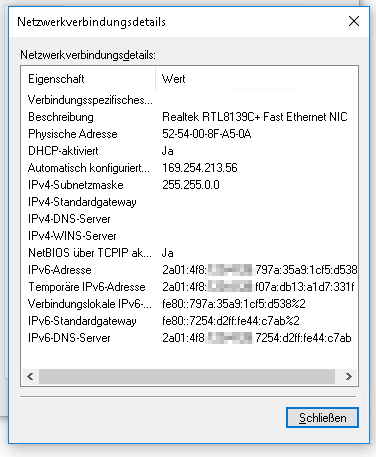 Netzwerkverbindungsdetails
Netzwerkverbindungsdetails:
Eigenschaft Wert
Verbindungsspezifisches...
Beschreibung Realtek RTL8139C+ Fast Ethernet NIC
Physische Adresse 52-54-00-8F-A5-0A
DHCP-aktiviert Ja
Automatisch konfiguriert... 169.254.213.56
IPv4-Subnetzmaske 255.255.0.0
IPv4-Standardgateway
IPv4-DNS-Server
IPv4-WINS-Server
NetBIOS über TCPIP ak... Ja
IPv6-Adresse 2a01:4f8: 797a:35a9:1cf5:d538
Temporäre IPv6-Adresse 2a01:4f8: f07a:db13:a1d7:331f
Verbindungslokale IPv6-... fe80::797a:35a9:1cf5:d538%2
IPv6-Standardgateway fe80::7254:d2ff:fe44:c7ab%2
IPv6-DNS-Server 2a01:4f8: 7254:d2ff:fe44:c7ab
Schließen